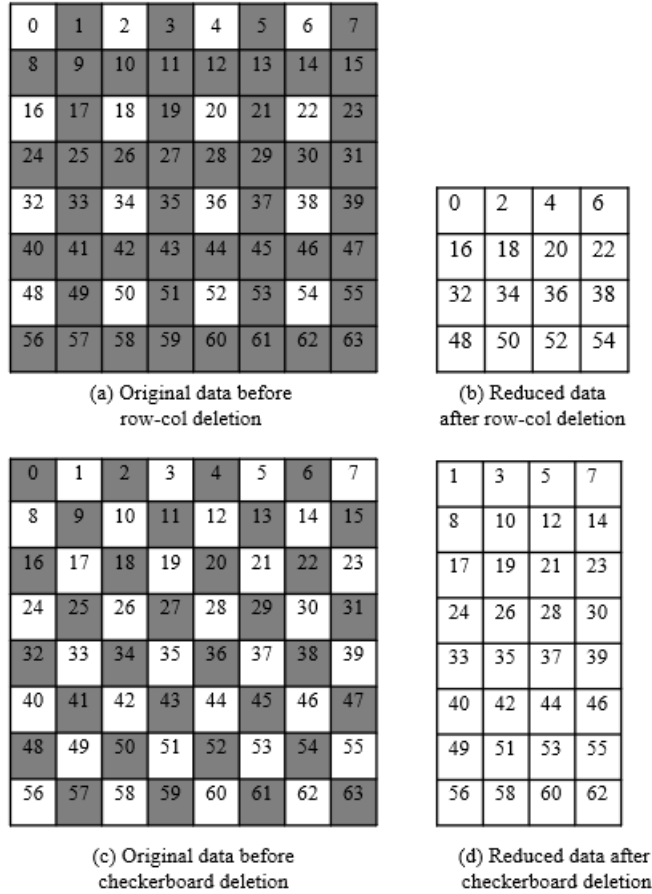 0 1 2 3 4 5 6 7
8 9 10 11 12 13 14 15
16 17 18 19 20 21 22 23
24 25 26 27 28 29 30 31
32 33 34 35 36 37 38 39
40 41 42 43 44 45 46 47
48 49 50 51 52 53 54 55
56 57 58 59 60 61 62 63
(a) Original data before
row-col deletion
0 2 4 6
16 18 20 22
32 34 36 38
48 50 52 54
(b) Reduced data
after row-col deletion
0 1 2 3 4 5 6 7
8 9 10 11 12 13 14 15
16 17 18 19 20 21 22 23
24 25 26 27 28 29 30 31
32 33 34 35 36 37 38 39
40 41 42 43 44 45 46 47
48 49 50 51 52 53 54 55
56 57 58 59 60 61 62 63
(c) Original data before
checkerboard deletion
1 3 5 7
8 10 12 14
17 19 21 23
24 26 28 30
33 35 37 39
40 42 44 46
49 51 53 55
56 58 60 62
(d) Reduced data after
checkerboard deletion